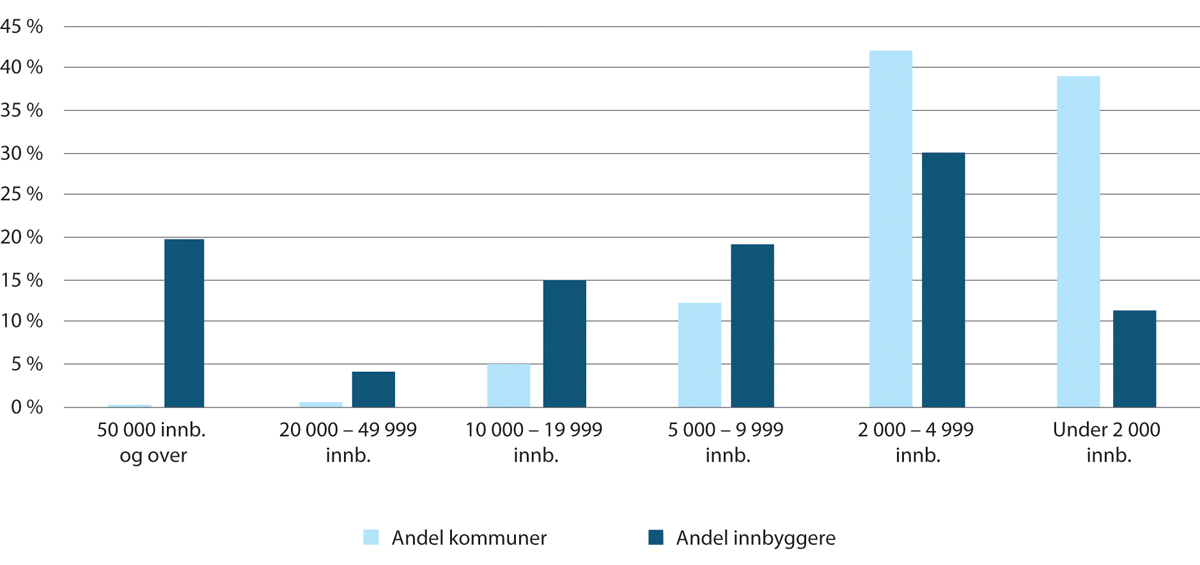 45 %
40 %
35 %
30 %
25 %
20 %
15 %
10 %
5 %
0 %
50 000 innb.
og over
20 000 – 49 999
innb.
10 000 – 19 999
innb.
5 000 – 9 999
innb.
2 000 – 4 999
innb.
Under 2 000
innb.
Andel kommuner
Andel innbyggere